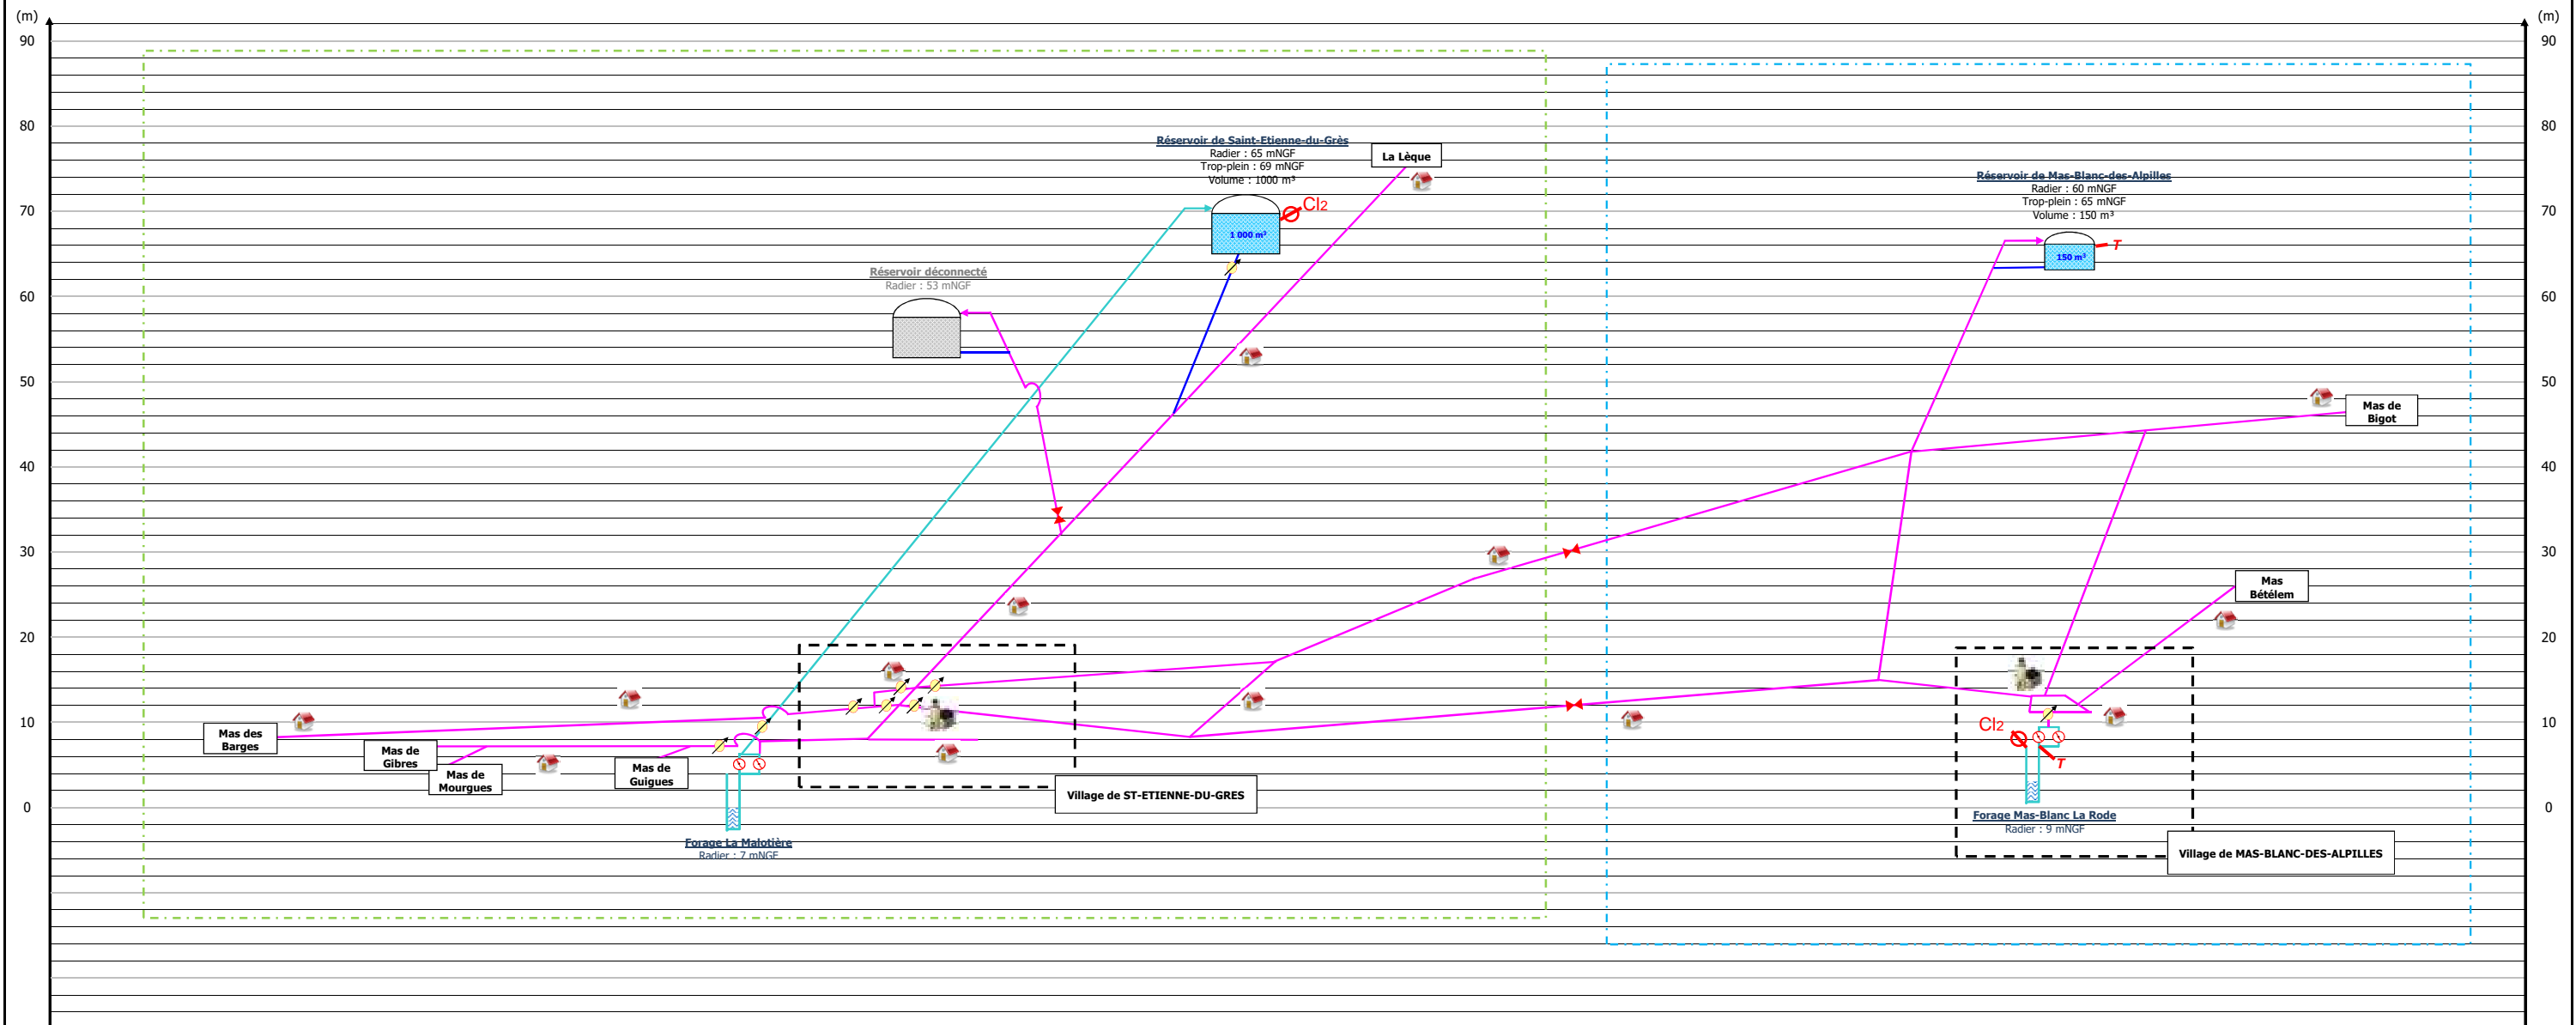 (m)
(m)
90
90
80
80
Réservoir de Saint-Etienne-du-Grès
Radier : 65 mNGF
Trop-plein : 69 mNGF
Volume : 1000 m³
La Lèque
Réservoir de Mas-Blanc-des-Alpilles
Radier : 60 mNGF
Trop-plein : 65 mNGF
Volume : 150 m³
70
Cl2
70
1 000 m³
T
150 m³
Réservoir déconnecté
Radier : 53 mNGF
60
60
50
50
Mas de
Bigot
40
40
30
30
Mas
Bétélem
20
20
10
10
Mas des
Barges
Cl2
Mas de
Gibres
Mas de
Mourgues
Mas de
Guigues
T
Village de ST-ETIENNE-DU-GRES
0
0
Forage Mas-Blanc La Rode
Radier : 9 mNGF
Forage La Malotière
Radier : 7 mNGF
Village de MAS-BLANC-DES-ALPILLES